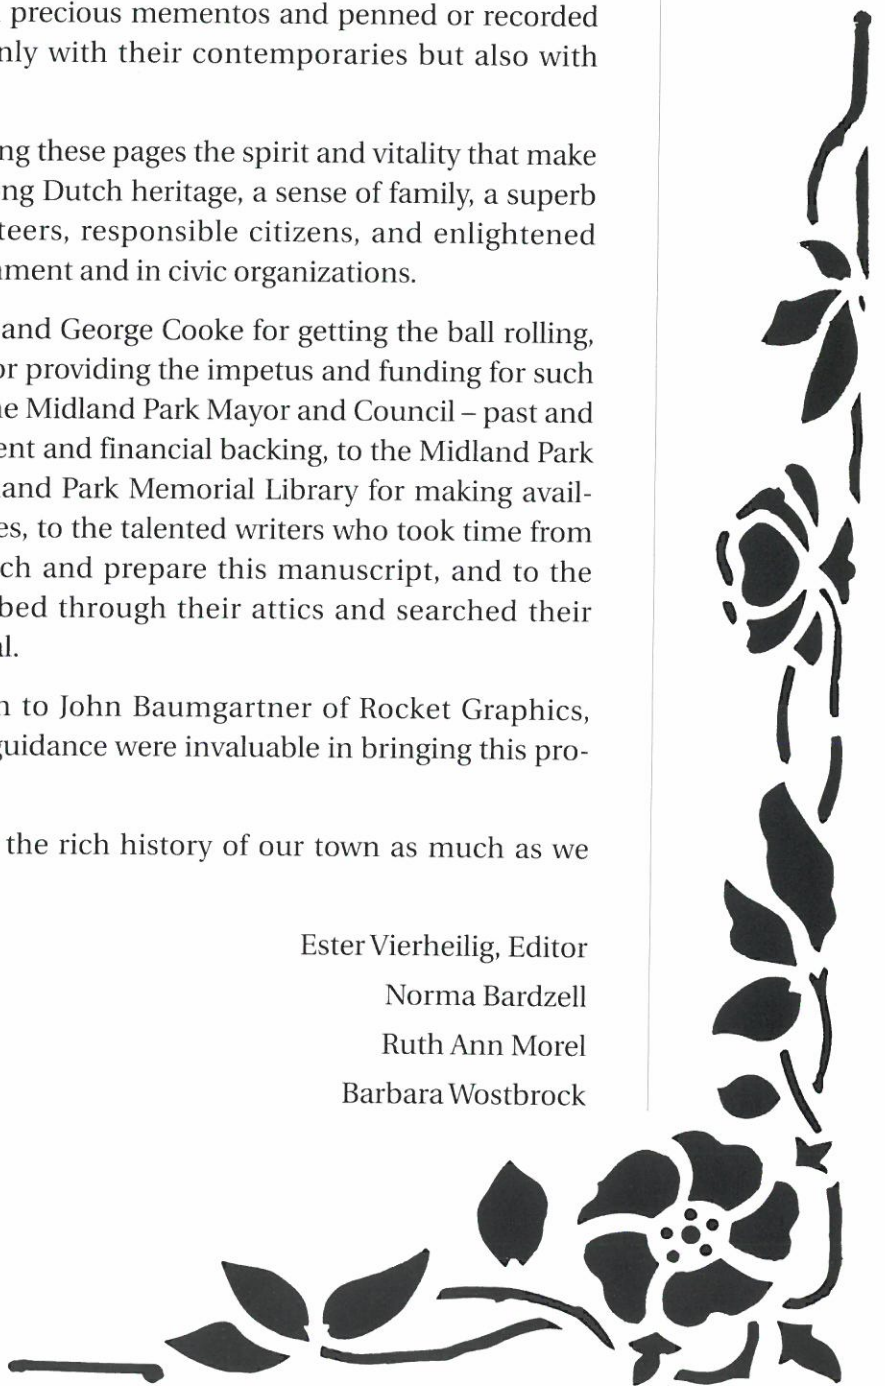 precious mementos and penned or recorded
nly with their contemporaries but also with
ng these pages the spirit and vitality that make
ng Dutch heritage, a sense of family, a superb
teers, responsible citizens, and enlightened
nment and in civic organizations.
and George Cooke for getting the ball rolling,
or providing the impetus and funding for such
e Midland Park Mayor and Council – past and
ent and financial backing, to the Midland Park
land Park Memorial Library for making avail-
es, to the talented writers who took time from
ch and prepare this manuscript, and to the
bed through their attics and searched their
al.
n to John Baumgartner of Rocket Graphics,
guidance were invaluable in bringing this pro-
the rich history of our town as much as we
Ester Vierheilig, Editor
Norma Bardzell
Ruth Ann Morel
Barbara Wostbrock